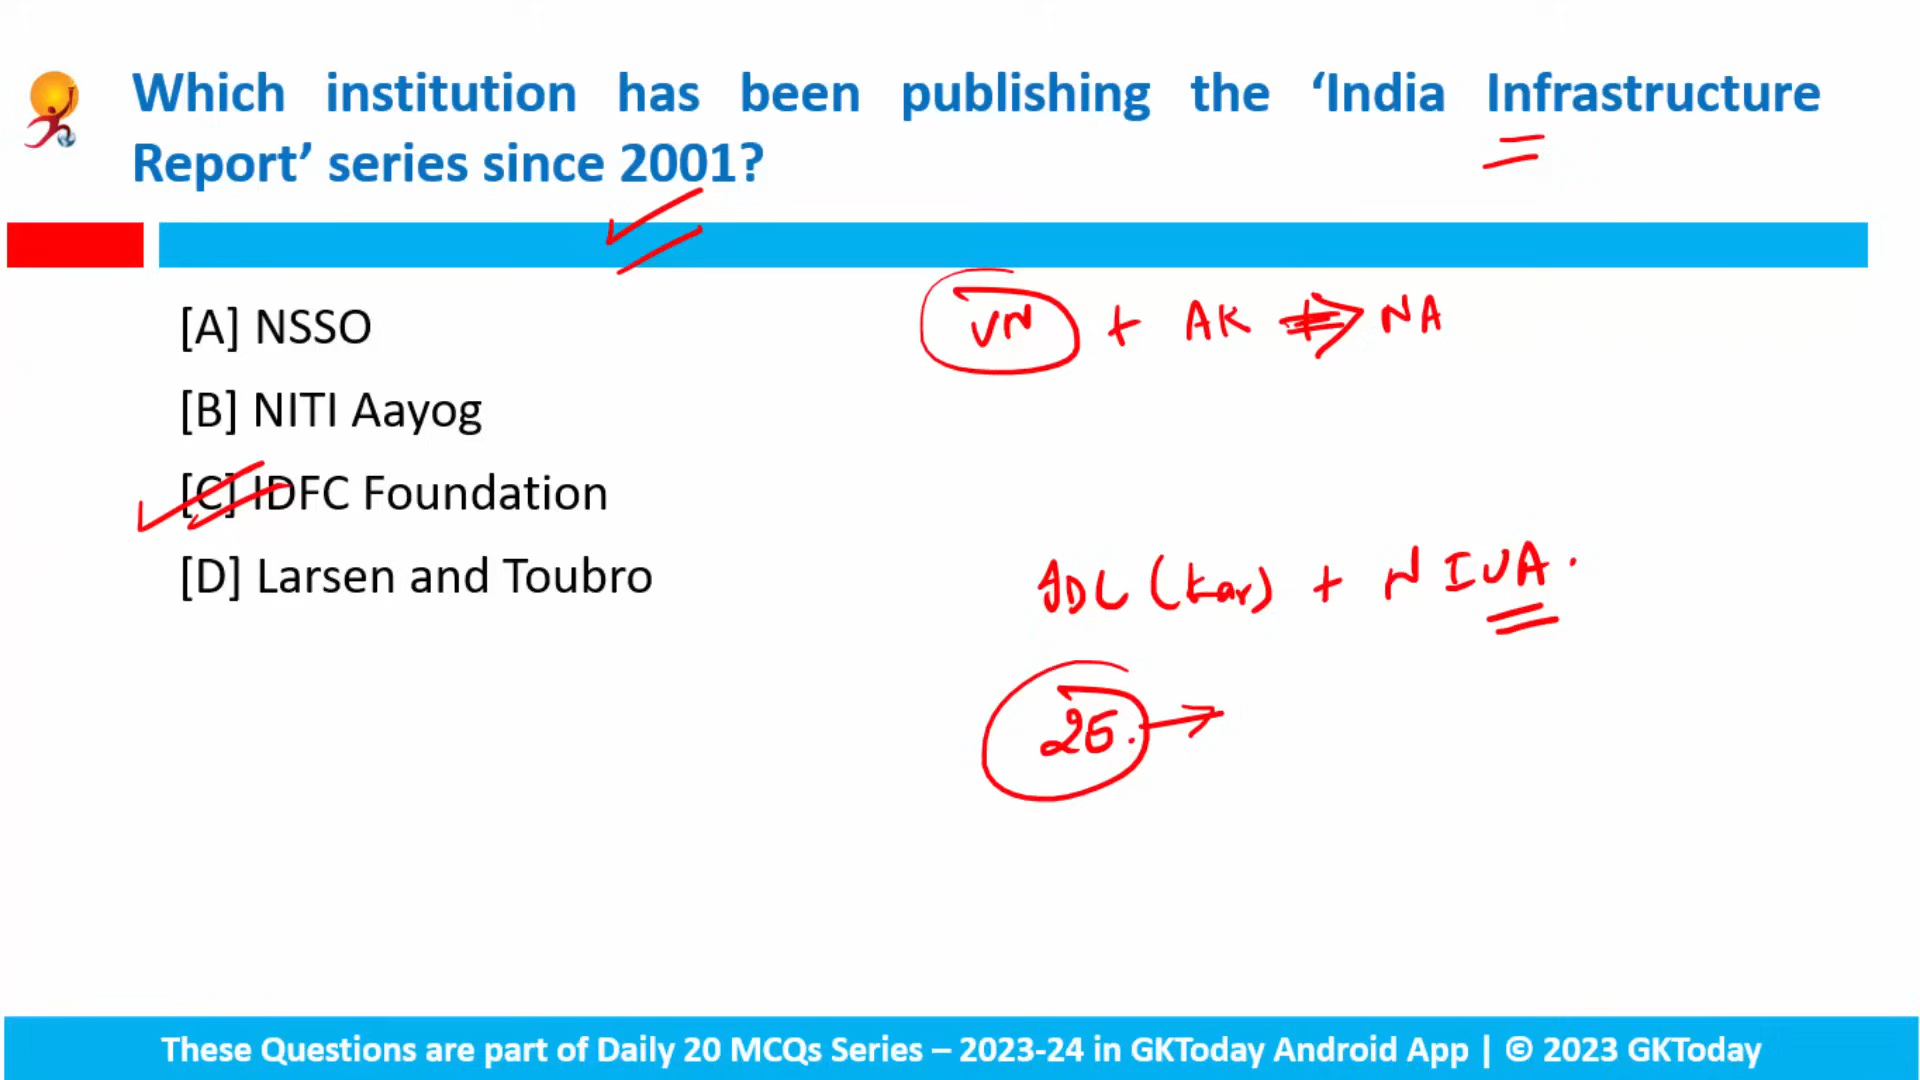 Which institution has been publishing the ‘India Infrastructure
Report’ series since 2001?
[A] NSSO
VN + AK → NA
[B] NITI Aayog
[C] IDFC Foundation
[D] Larsen and Toubro
IDL (Kar) + NIUA.
25. →
These Questions are part of Daily 20 MCQs Series – 2023-24 in GKToday Android App | © 2023 GKToday